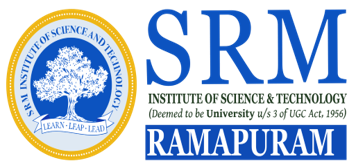 SRM INSTITUTE OF SCIENCE AND TECHNOLOGY
LEARN · LEAP · LEAD
SRM
INSTITUTE OF SCIENCE & TECHNOLOGY
(Deemed to be University u/s 3 of UGC Act, 1956)
RAMAPURAM